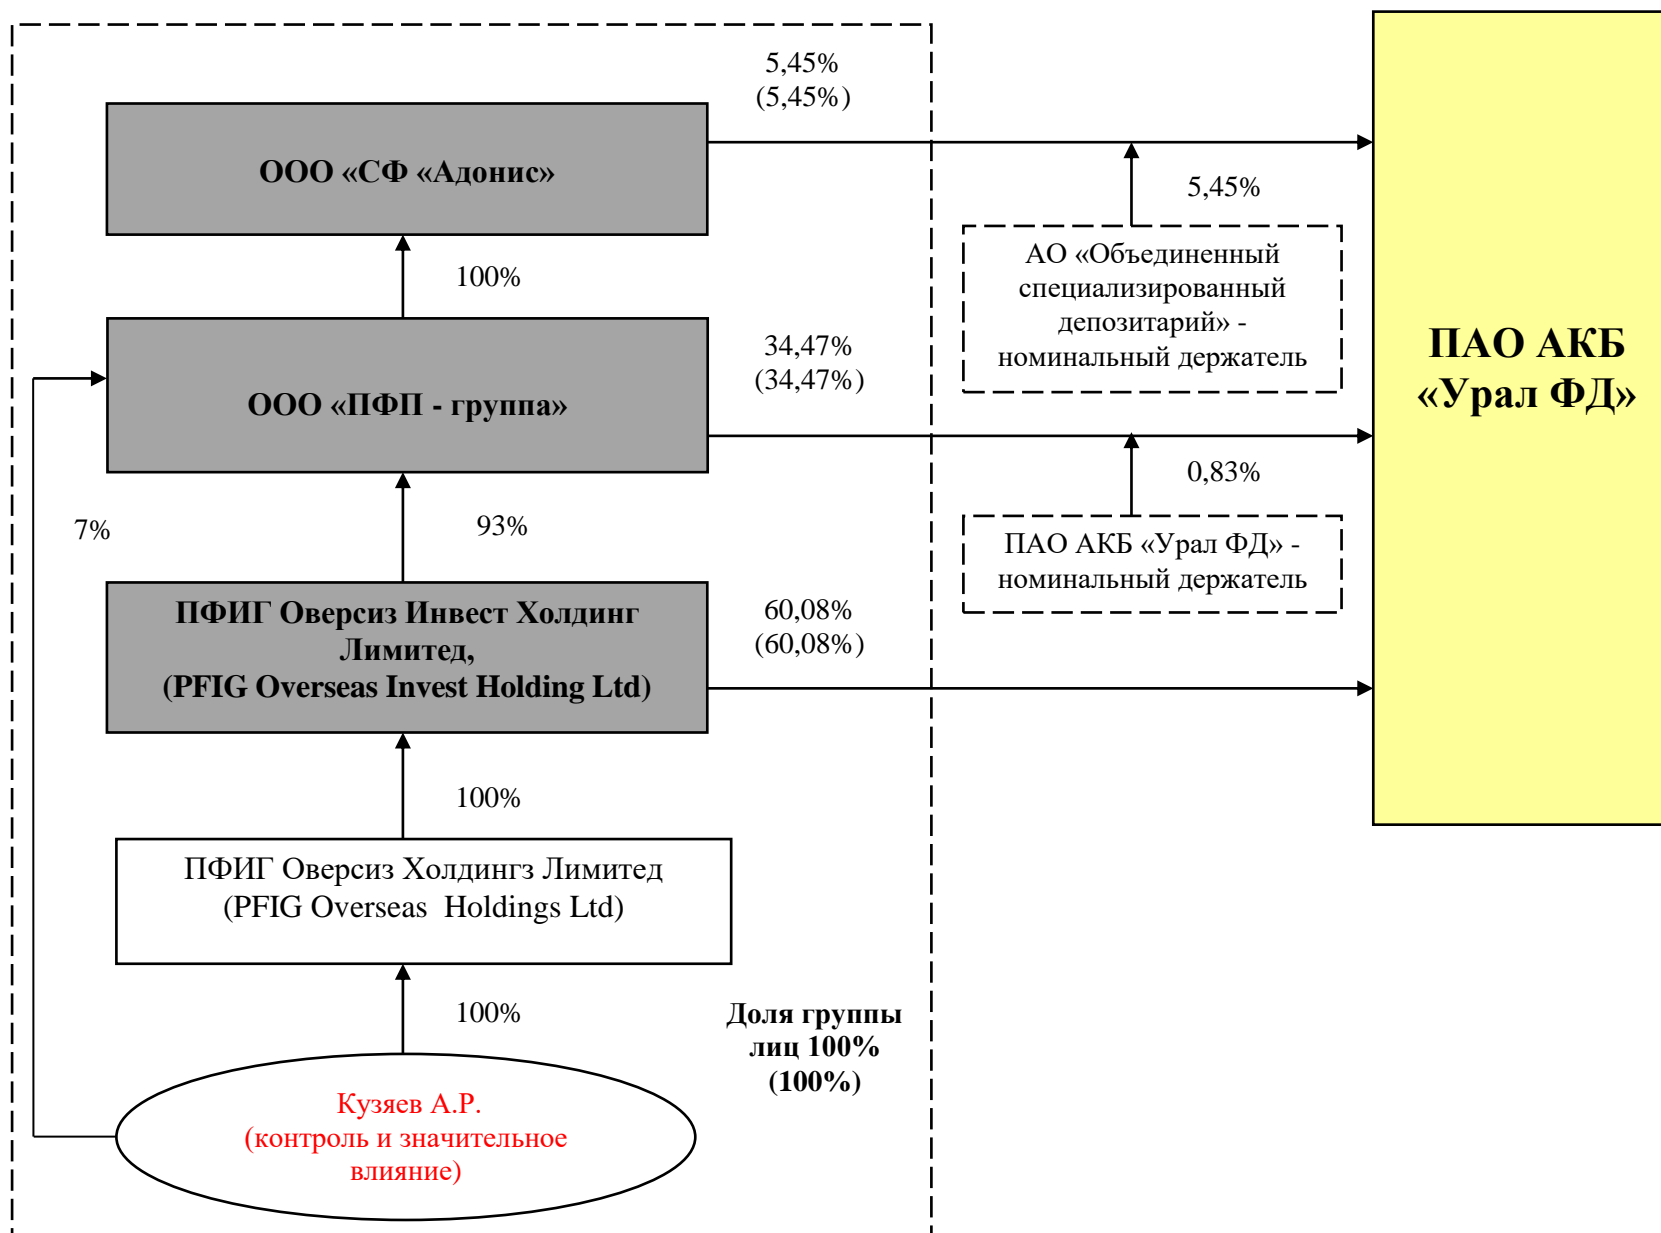 5,45%
(5,45%)
ООО «СФ «Адонис»
5,45%
АО «Объединенный
специализированный
депозитарий» -
номинальный держатель
100%
ПАО АКБ
«Урал ФД»
34,47%
(34,47%)
ООО «ПФП - группа»
0,83%
7%
93%
ПАО АКБ «Урал ФД» -
номинальный держатель
ПФИГ Оверсиз Инвест Холдинг
Лимитед,
(PFIG Overseas Invest Holding Ltd)
60,08%
(60,08%)
100%
ПФИГ Оверсиз Холдингз Лимитед
(PFIG Overseas  Holdings Ltd)
100%
Доля группы
лиц 100%
(100%)
Кузяев А.Р.
(контроль и значительное
влияние)